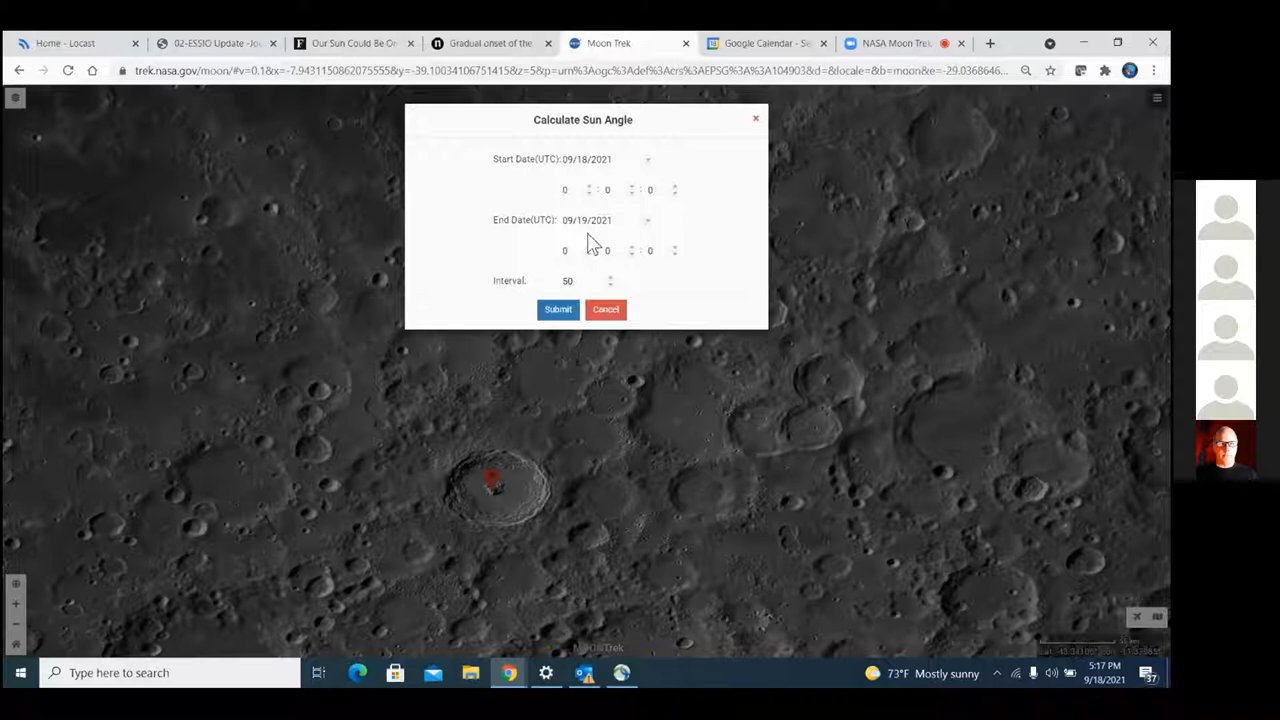 Home - Locast
02-ESSIO Update -Jo
Our Sun Could Be Or
Gradual onset of the
Moon Trek
Google Calendar - Se
NASA Moon Trek
trek.nasa.gov/moon/#v=0.1&x=-7.9431150862075555&y=-39.10034106751415&z=5&p=urn%3Aogc%3Adef%3Acrs%3AEPSG%3A%3A104903&d=&locale=&b=moon&e=-29.0368646...
Calculate Sun Angle
Start Date(UTC): 09/18/2021
0 : 0 : 0
End Date(UTC): 09/19/2021
0 0 : 0
Interval: 50
Submit Cancel
Type here to search
73°F Mostly sunny
5:17 PM
9/18/2021
37